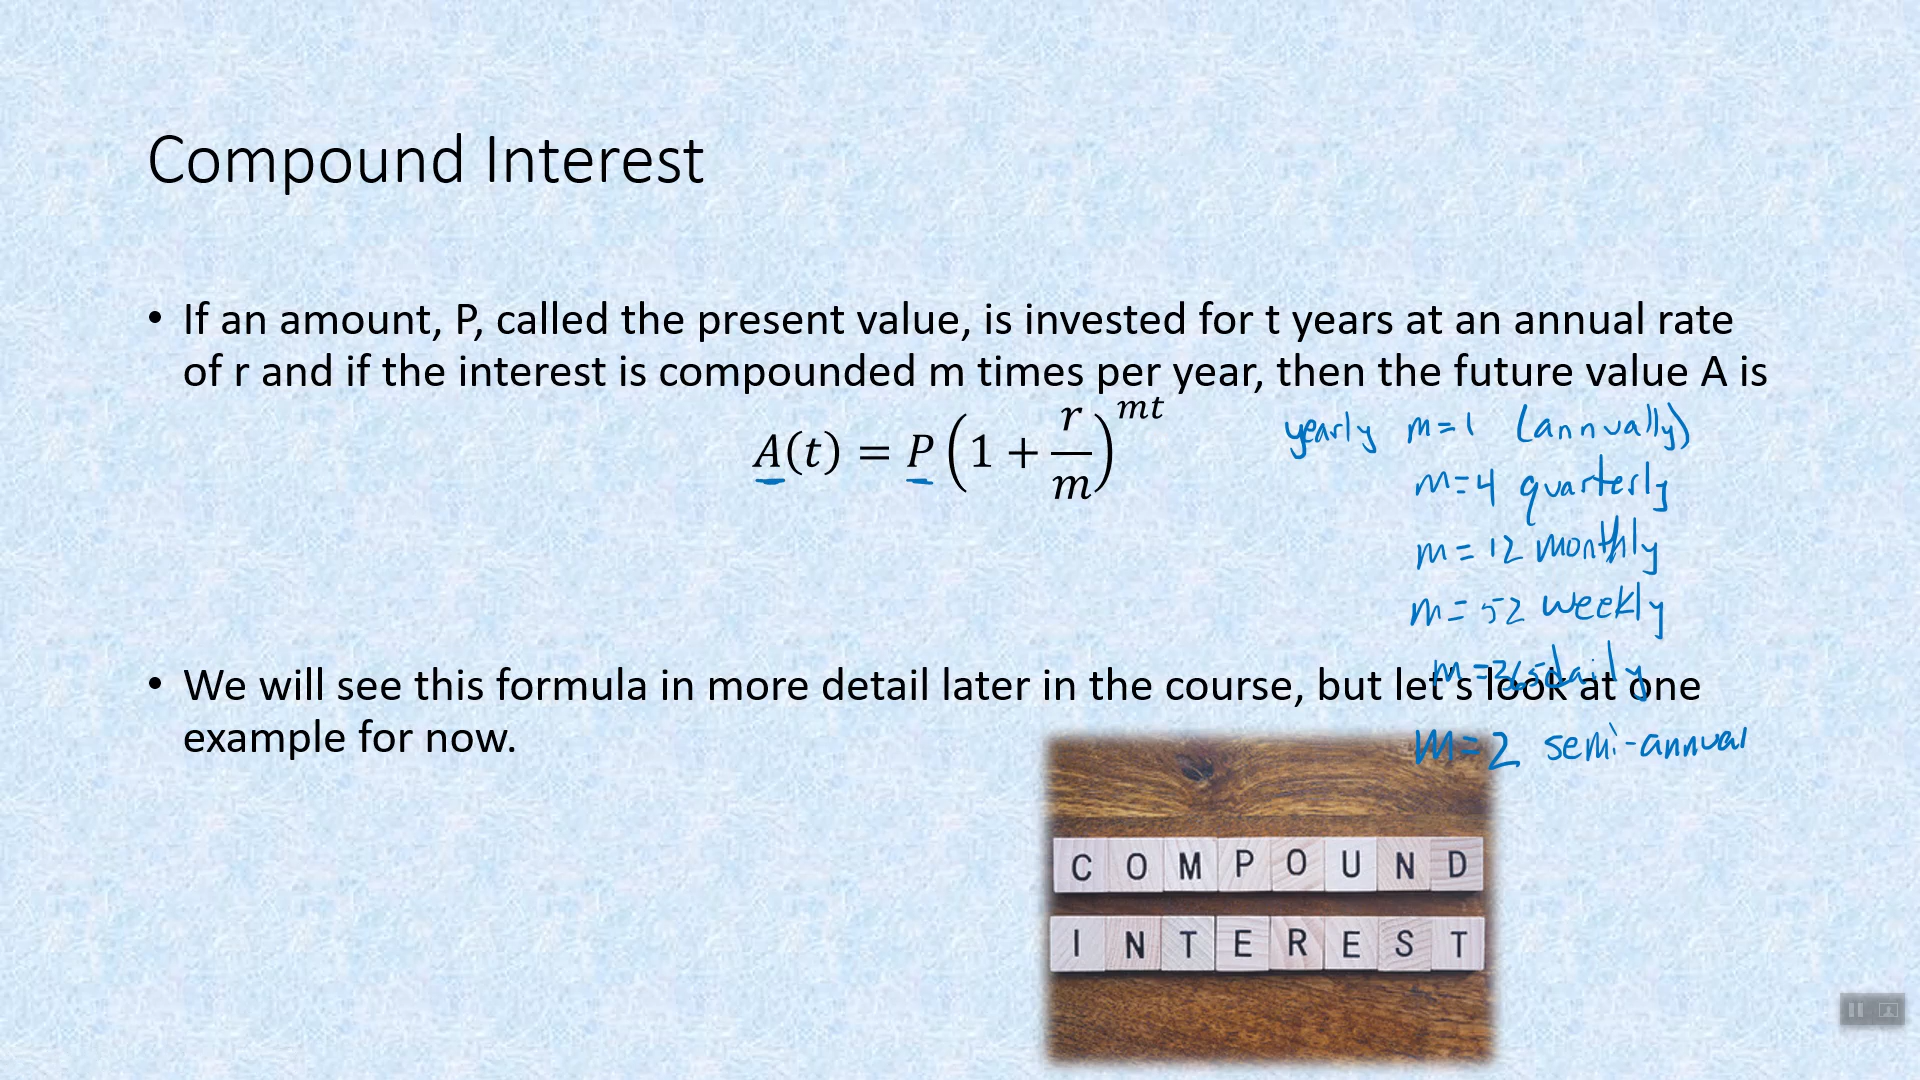 Compound Interest
• If an amount, P, called the present value, is invested for t years at an annual rate
of r and if the interest is compounded m times per year, then the future value A is
A(t) = P(1 + r/m)^mt
yearly m=1 (annually)
m=4 quarterly
m=12 monthly
m=52 weekly
m=365 daily
• We will see this formula in more detail later in the course, but let's look at one
example for now.
m=2 semi-annual
COMPOUND
INTEREST